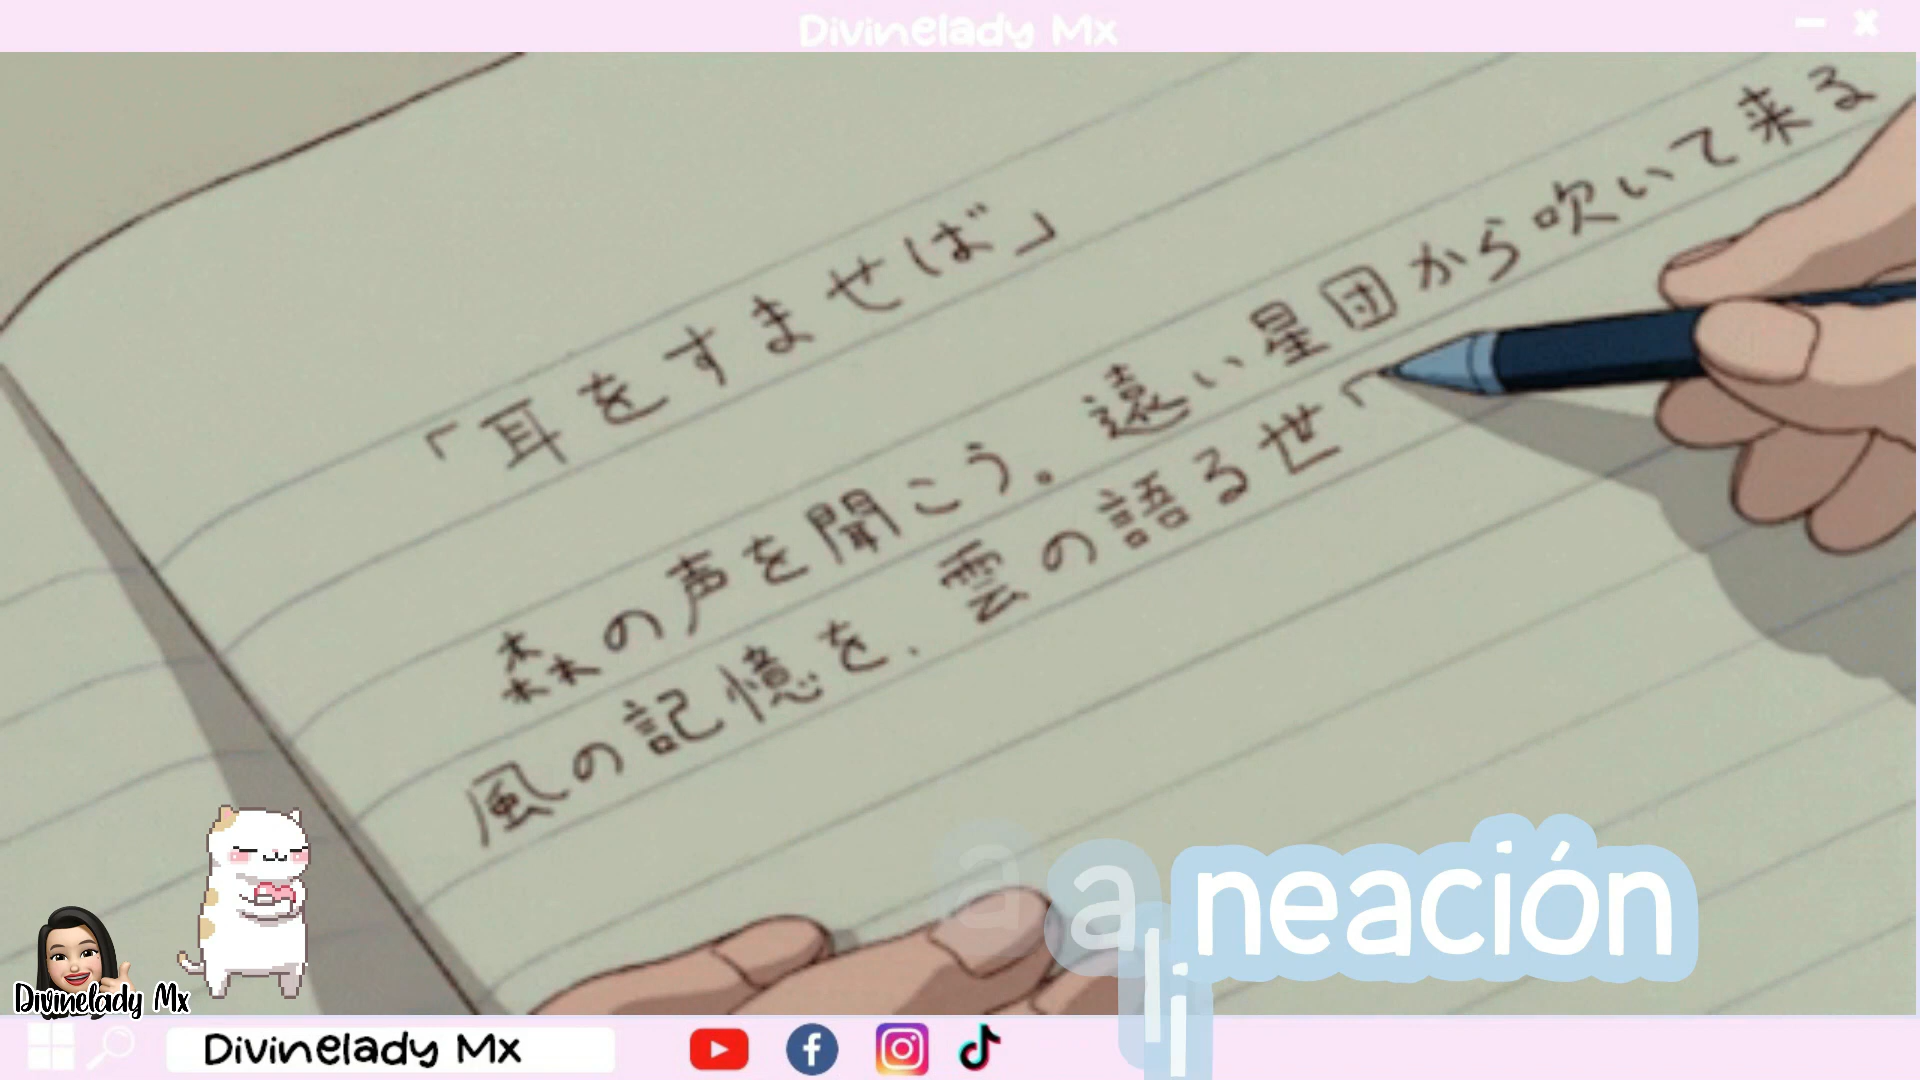 Divinelady Mx
「耳をすませば」
森の声を聞こう。遠い星団から吹いて来る
風の記憶を、雲の語る世
a alineación
Divinelady Mx
Divinelady Mx